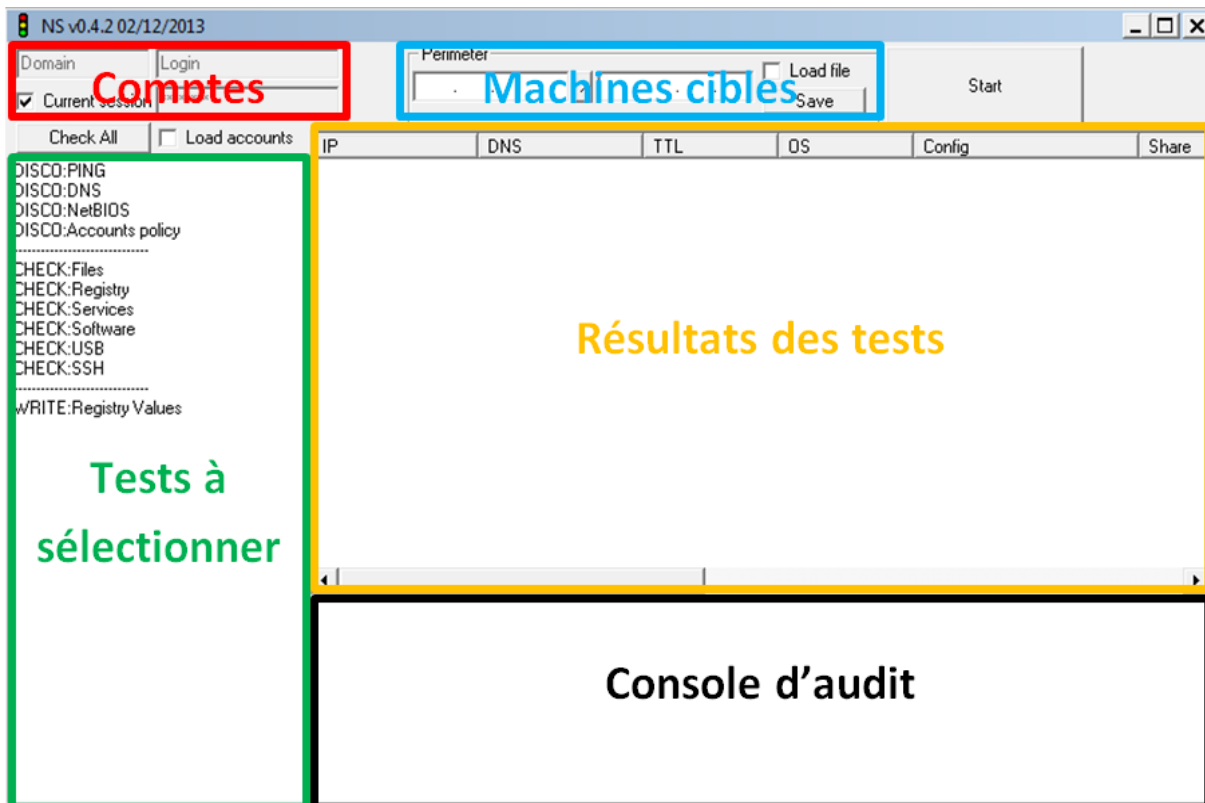 NS v0.4.2 02/12/2013
Domain Login
Comptes
Current session
Perimeter
Machines cibles
Load file
Save
Start
Check All Load accounts
IP DNS TTL OS Config Share
DISCO:PING
DISCO:DNS
DISCO:NetBIOS
DISCO:Accounts policy
CHECK:Files
CHECK:Registry
CHECK:Services
CHECK:Software
CHECK:USB
CHECK:SSH
WRITE:Registry Values
Résultats des tests
Tests à
sélectionner
Console d’audit